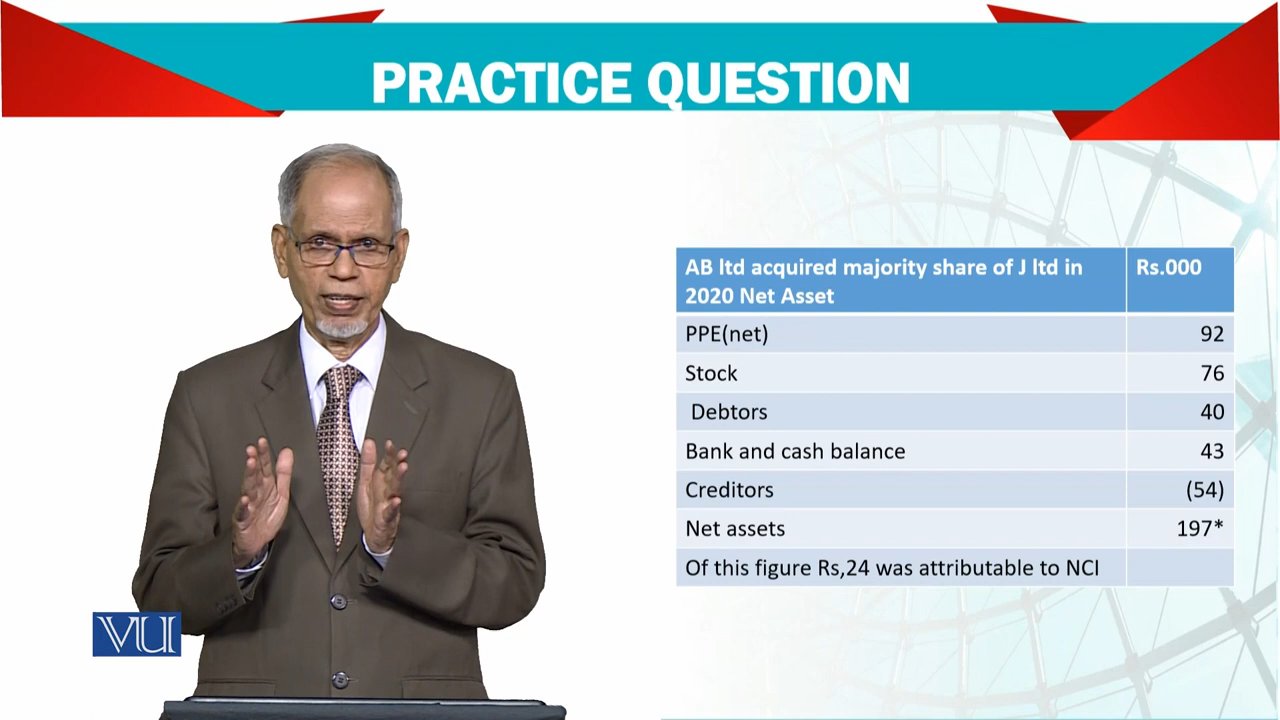 PRACTICE QUESTION
AB ltd acquired majority share of J ltd in Rs.000
2020 Net Asset
PPE(net) 92
Stock 76
Debtors 40
Bank and cash balance 43
Creditors (54)
Net assets 197*
Of this figure Rs,24 was attributable to NCI
VU